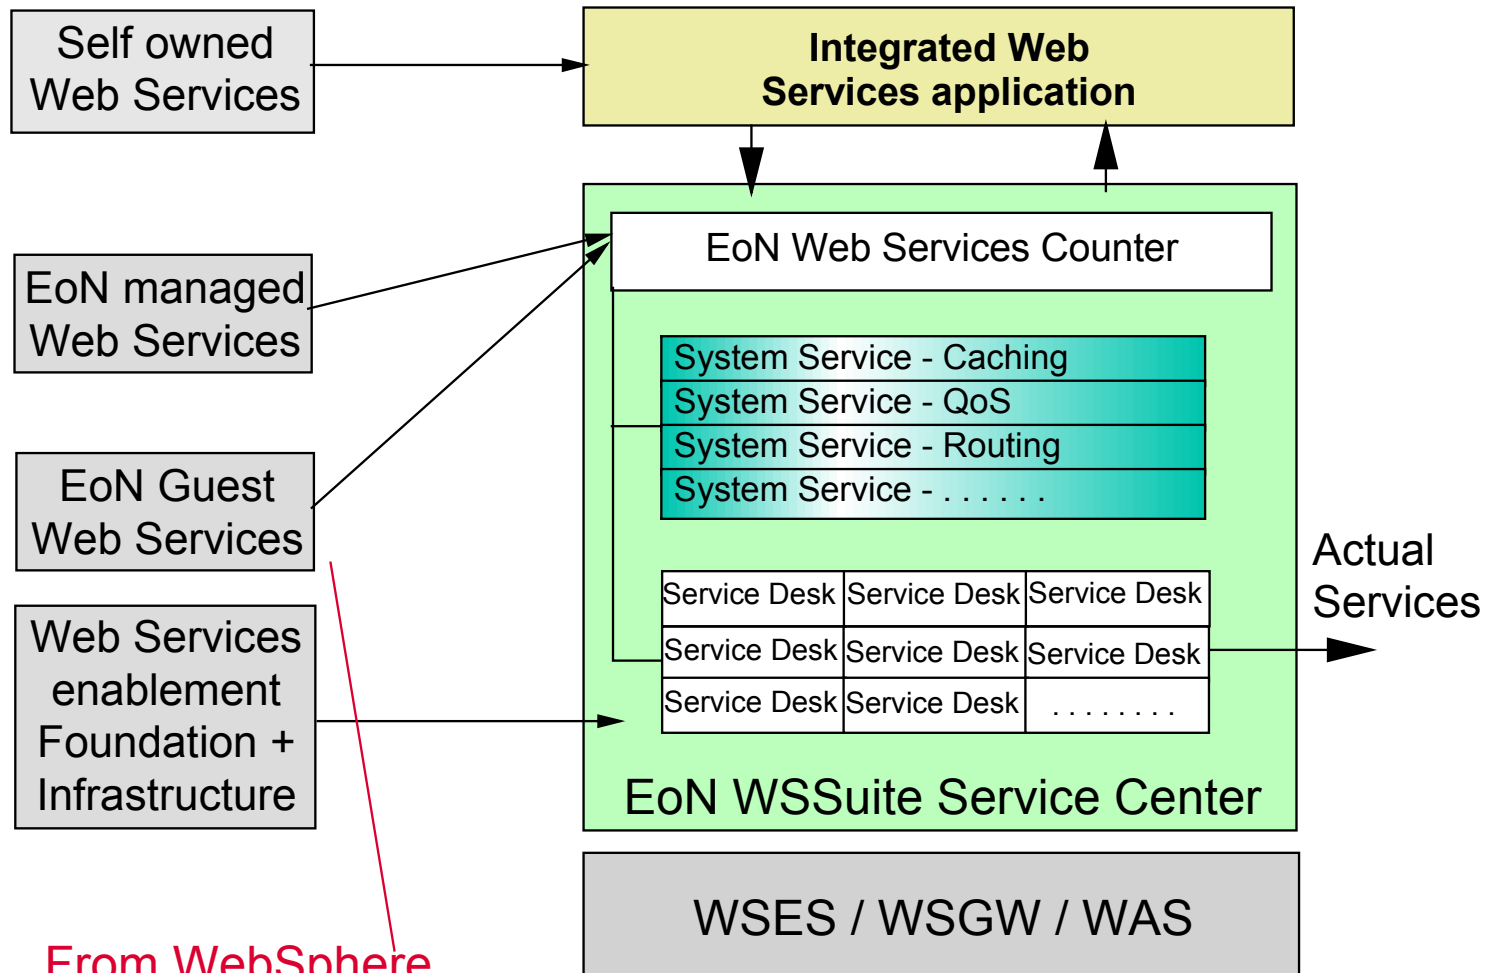 Self owned
Web Services
Integrated Web
Services application
EoN managed
Web Services
EoN Web Services Counter
System Service - Caching
System Service - QoS
System Service - Routing
System Service - . . . . . .
EoN Guest
Web Services
Actual
Services
Service Desk Service Desk Service Desk
Service Desk Service Desk Service Desk
Service Desk Service Desk . . . . . . . .
Web Services
enablement
Foundation +
Infrastructure
EoN WSSuite Service Center
WSES / WSGW / WAS
From WebSphere